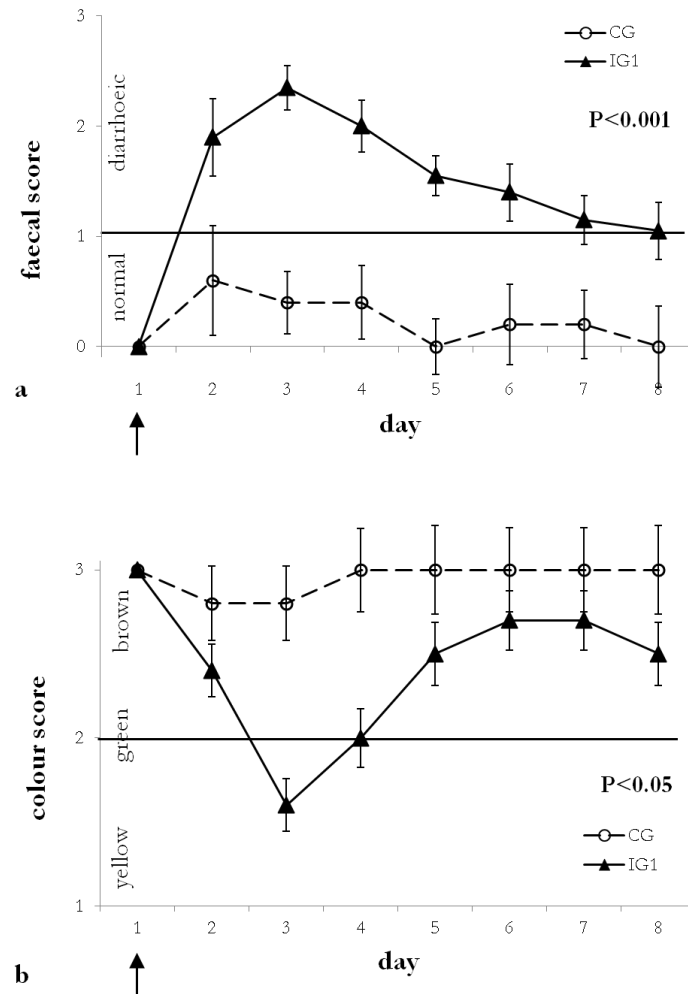 3
CG
IG1
diarrhoeic
2
P<0.001
faecal score
1
normal
0
1 2 3 4 5 6 7 8
a
day
3
brown
green
2
colour score
P<0.05
CG
IG1
yellow
1
1 2 3 4 5 6 7 8
b
day